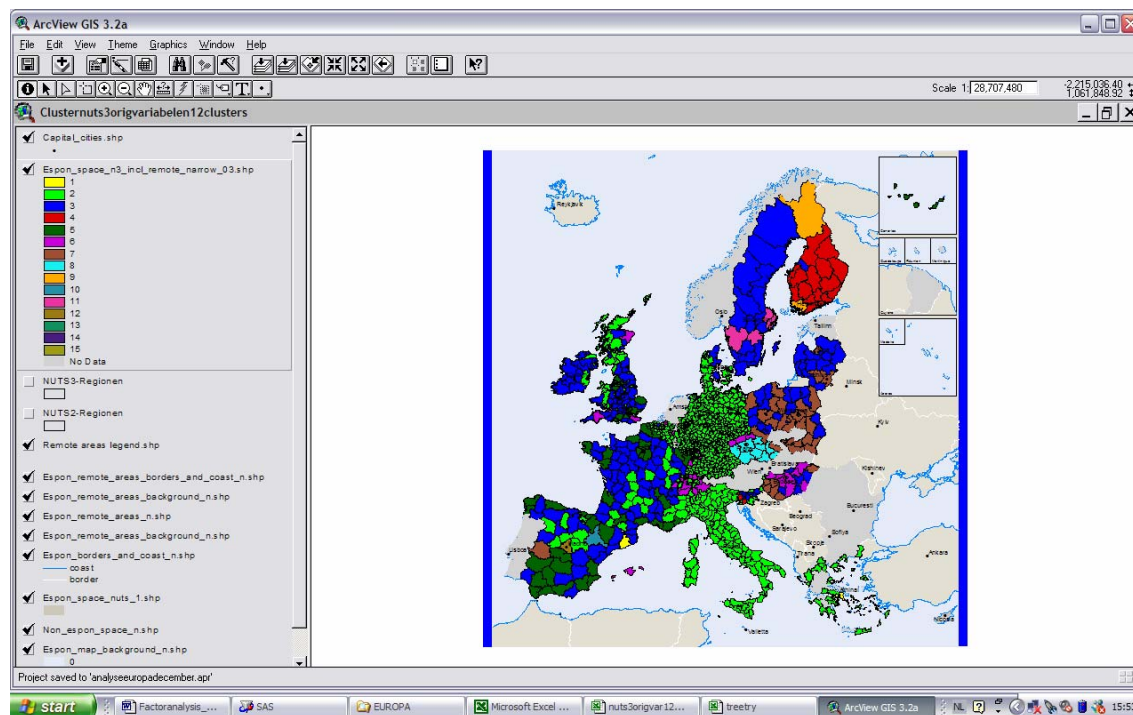 ArcView GIS 3.2a
File Edit View Theme Graphics Window Help
Scale 1: 28,707,480
-2,215,036.40
1,061,848.92
Clusternuts3origvariabelen12clusters
Capital_cities.shp
Espon_space_n3_incl_remote_narrow_03.shp
1
2
3
4
5
6
7
8
9
10
11
12
13
14
15
No Data
NUTS3-Regionen
NUTS2-Regionen
Remote areas legend.shp
Espon_remote_areas_borders_and_coast_n.shp
Espon_remote_areas_background_n.shp
Espon_remote_areas_n.shp
Espon_remote_areas_background_n.shp
Espon_borders_and_coast_n.shp
coast
border
Espon_space_nuts_1.shp
Non_espon_space_n.shp
Espon_map_background_n.shp
0
Reykjavik
Oslo
Tallinn
Minsk
Kyiv
Kishinev
Wien
Bratislava
Zagreb
Beograd
Bucuresti
Sarajevo
Sofiya
Skopje
Tirana
Ankara
Lisboa
Valletta
Nicosia
Project saved to 'analyseeuropadecember.apr'
start
Factoranalysis_...
SAS
EUROPA
Microsoft Excel ...
nuts3origvar12...
treetry
ArcView GIS 3.2a
NL